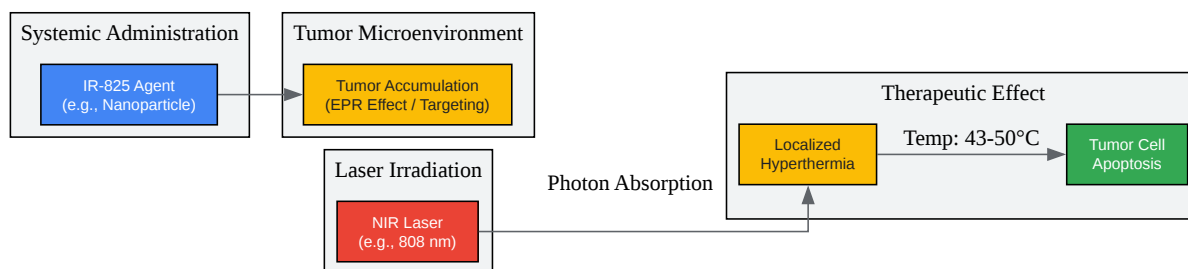 Systemic Administration
IR-825 Agent
(e.g., Nanoparticle)
Tumor Microenvironment
Tumor Accumulation
(EPR Effect / Targeting)
Laser Irradiation
NIR Laser
(e.g., 808 nm)
Photon Absorption
Therapeutic Effect
Localized
Hyperthermia
Temp: 43-50°C
Tumor Cell
Apoptosis